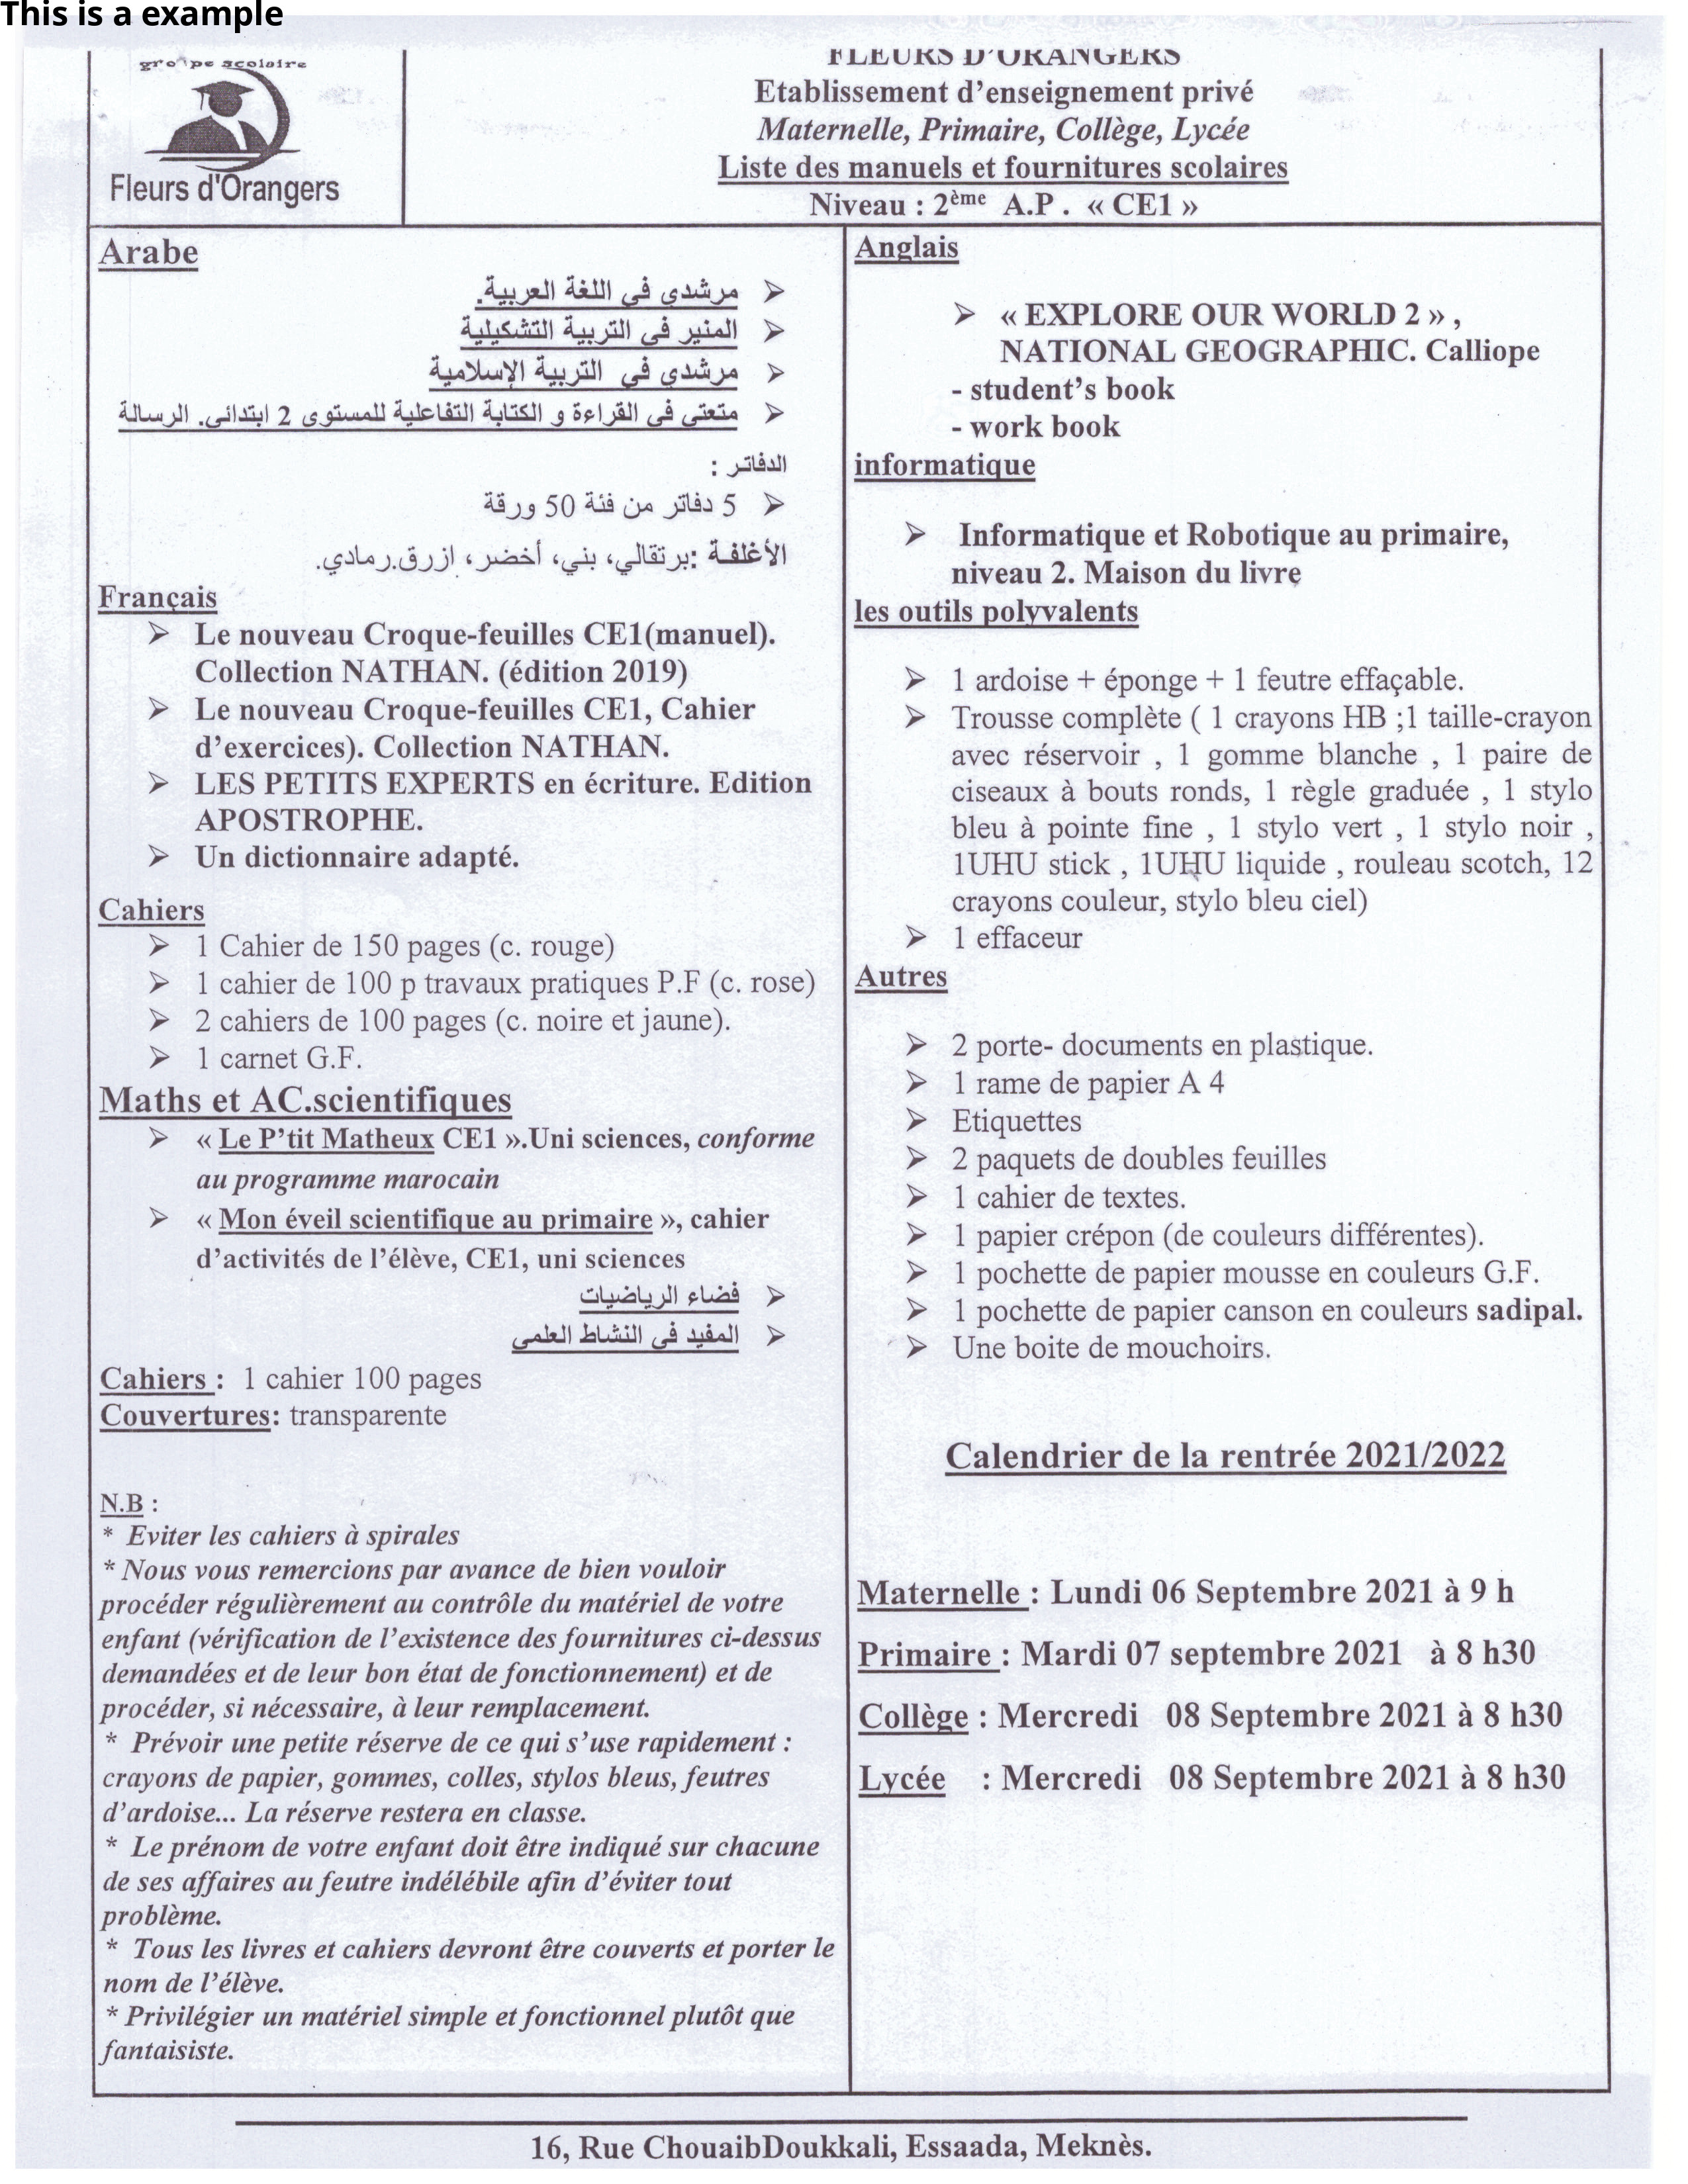 This is a example
groupe scolaire
Fleurs d'Orangers
FLEURS D'ORANGERS
Etablissement d'enseignement privé
Maternelle, Primaire, Collège, Lycée
Liste des manuels et fournitures scolaires
Niveau : 2ème A.P . « CE1 »
Arabe
➢ مرشدي في اللغة العربية.
➢ المنير في التربية التشكيلية
➢ مرشدي في التربية الإسلامية
➢ متعتي في القراءة و الكتابة التفاعلية للمستوى 2 ابتدائي. الرسالة
الدفاتر :
➢ 5 دفاتر من فئة 50 ورقة
الأغلفة :برتقالي، بني، أخضر، ازرق.رمادي.
Français
➢ Le nouveau Croque-feuilles CE1(manuel).
Collection NATHAN. (édition 2019)
➢ Le nouveau Croque-feuilles CE1, Cahier
d'exercices). Collection NATHAN.
➢ LES PETITS EXPERTS en écriture. Edition
APOSTROPHE.
➢ Un dictionnaire adapté.
Cahiers
➢ 1 Cahier de 150 pages (c. rouge)
➢ 1 cahier de 100 p travaux pratiques P.F (c. rose)
➢ 2 cahiers de 100 pages (c. noire et jaune).
➢ 1 carnet G.F.
Maths et AC.scientifiques
➢ « Le P'tit Matheux CE1 ».Uni sciences, conforme
au programme marocain
➢ « Mon éveil scientifique au primaire », cahier
d'activités de l'élève, CE1, uni sciences
➢ فضاء الرياضيات
➢ المفيد في النشاط العلمي
Cahiers : 1 cahier 100 pages
Couvertures: transparente
N.B :
* Eviter les cahiers à spirales
* Nous vous remercions par avance de bien vouloir
procéder régulièrement au contrôle du matériel de votre
enfant (vérification de l'existence des fournitures ci-dessus
demandées et de leur bon état de fonctionnement) et de
procéder, si nécessaire, à leur remplacement.
* Prévoir une petite réserve de ce qui s'use rapidement :
crayons de papier, gommes, colles, stylos bleus, feutres
d'ardoise... La réserve restera en classe.
* Le prénom de votre enfant doit être indiqué sur chacune
de ses affaires au feutre indélébile afin d'éviter tout
problème.
* Tous les livres et cahiers devront être couverts et porter le
nom de l'élève.
* Privilégier un matériel simple et fonctionnel plutôt que
fantaisiste.
Anglais
➢ « EXPLORE OUR WORLD 2 » ,
NATIONAL GEOGRAPHIC. Calliope
- student's book
- work book
informatique
➢ Informatique et Robotique au primaire,
niveau 2. Maison du livre
les outils polyvalents
➢ 1 ardoise + éponge + 1 feutre effaçable.
➢ Trousse complète ( 1 crayons HB ;1 taille-crayon
avec réservoir , 1 gomme blanche , 1 paire de
ciseaux à bouts ronds, 1 règle graduée , 1 stylo
bleu à pointe fine , 1 stylo vert , 1 stylo noir ,
1UHU stick , 1UHU liquide , rouleau scotch, 12
crayons couleur, stylo bleu ciel)
➢ 1 effaceur
Autres
➢ 2 porte- documents en plastique.
➢ 1 rame de papier A 4
➢ Etiquettes
➢ 2 paquets de doubles feuilles
➢ 1 cahier de textes.
➢ 1 papier crépon (de couleurs différentes).
➢ 1 pochette de papier mousse en couleurs G.F.
➢ 1 pochette de papier canson en couleurs sadipal.
➢ Une boite de mouchoirs.
Calendrier de la rentrée 2021/2022
Maternelle : Lundi 06 Septembre 2021 à 9 h
Primaire : Mardi 07 septembre 2021 à 8 h30
Collège : Mercredi 08 Septembre 2021 à 8 h30
Lycée : Mercredi 08 Septembre 2021 à 8 h30
16, Rue ChouaibDoukkali, Essaada, Meknès.